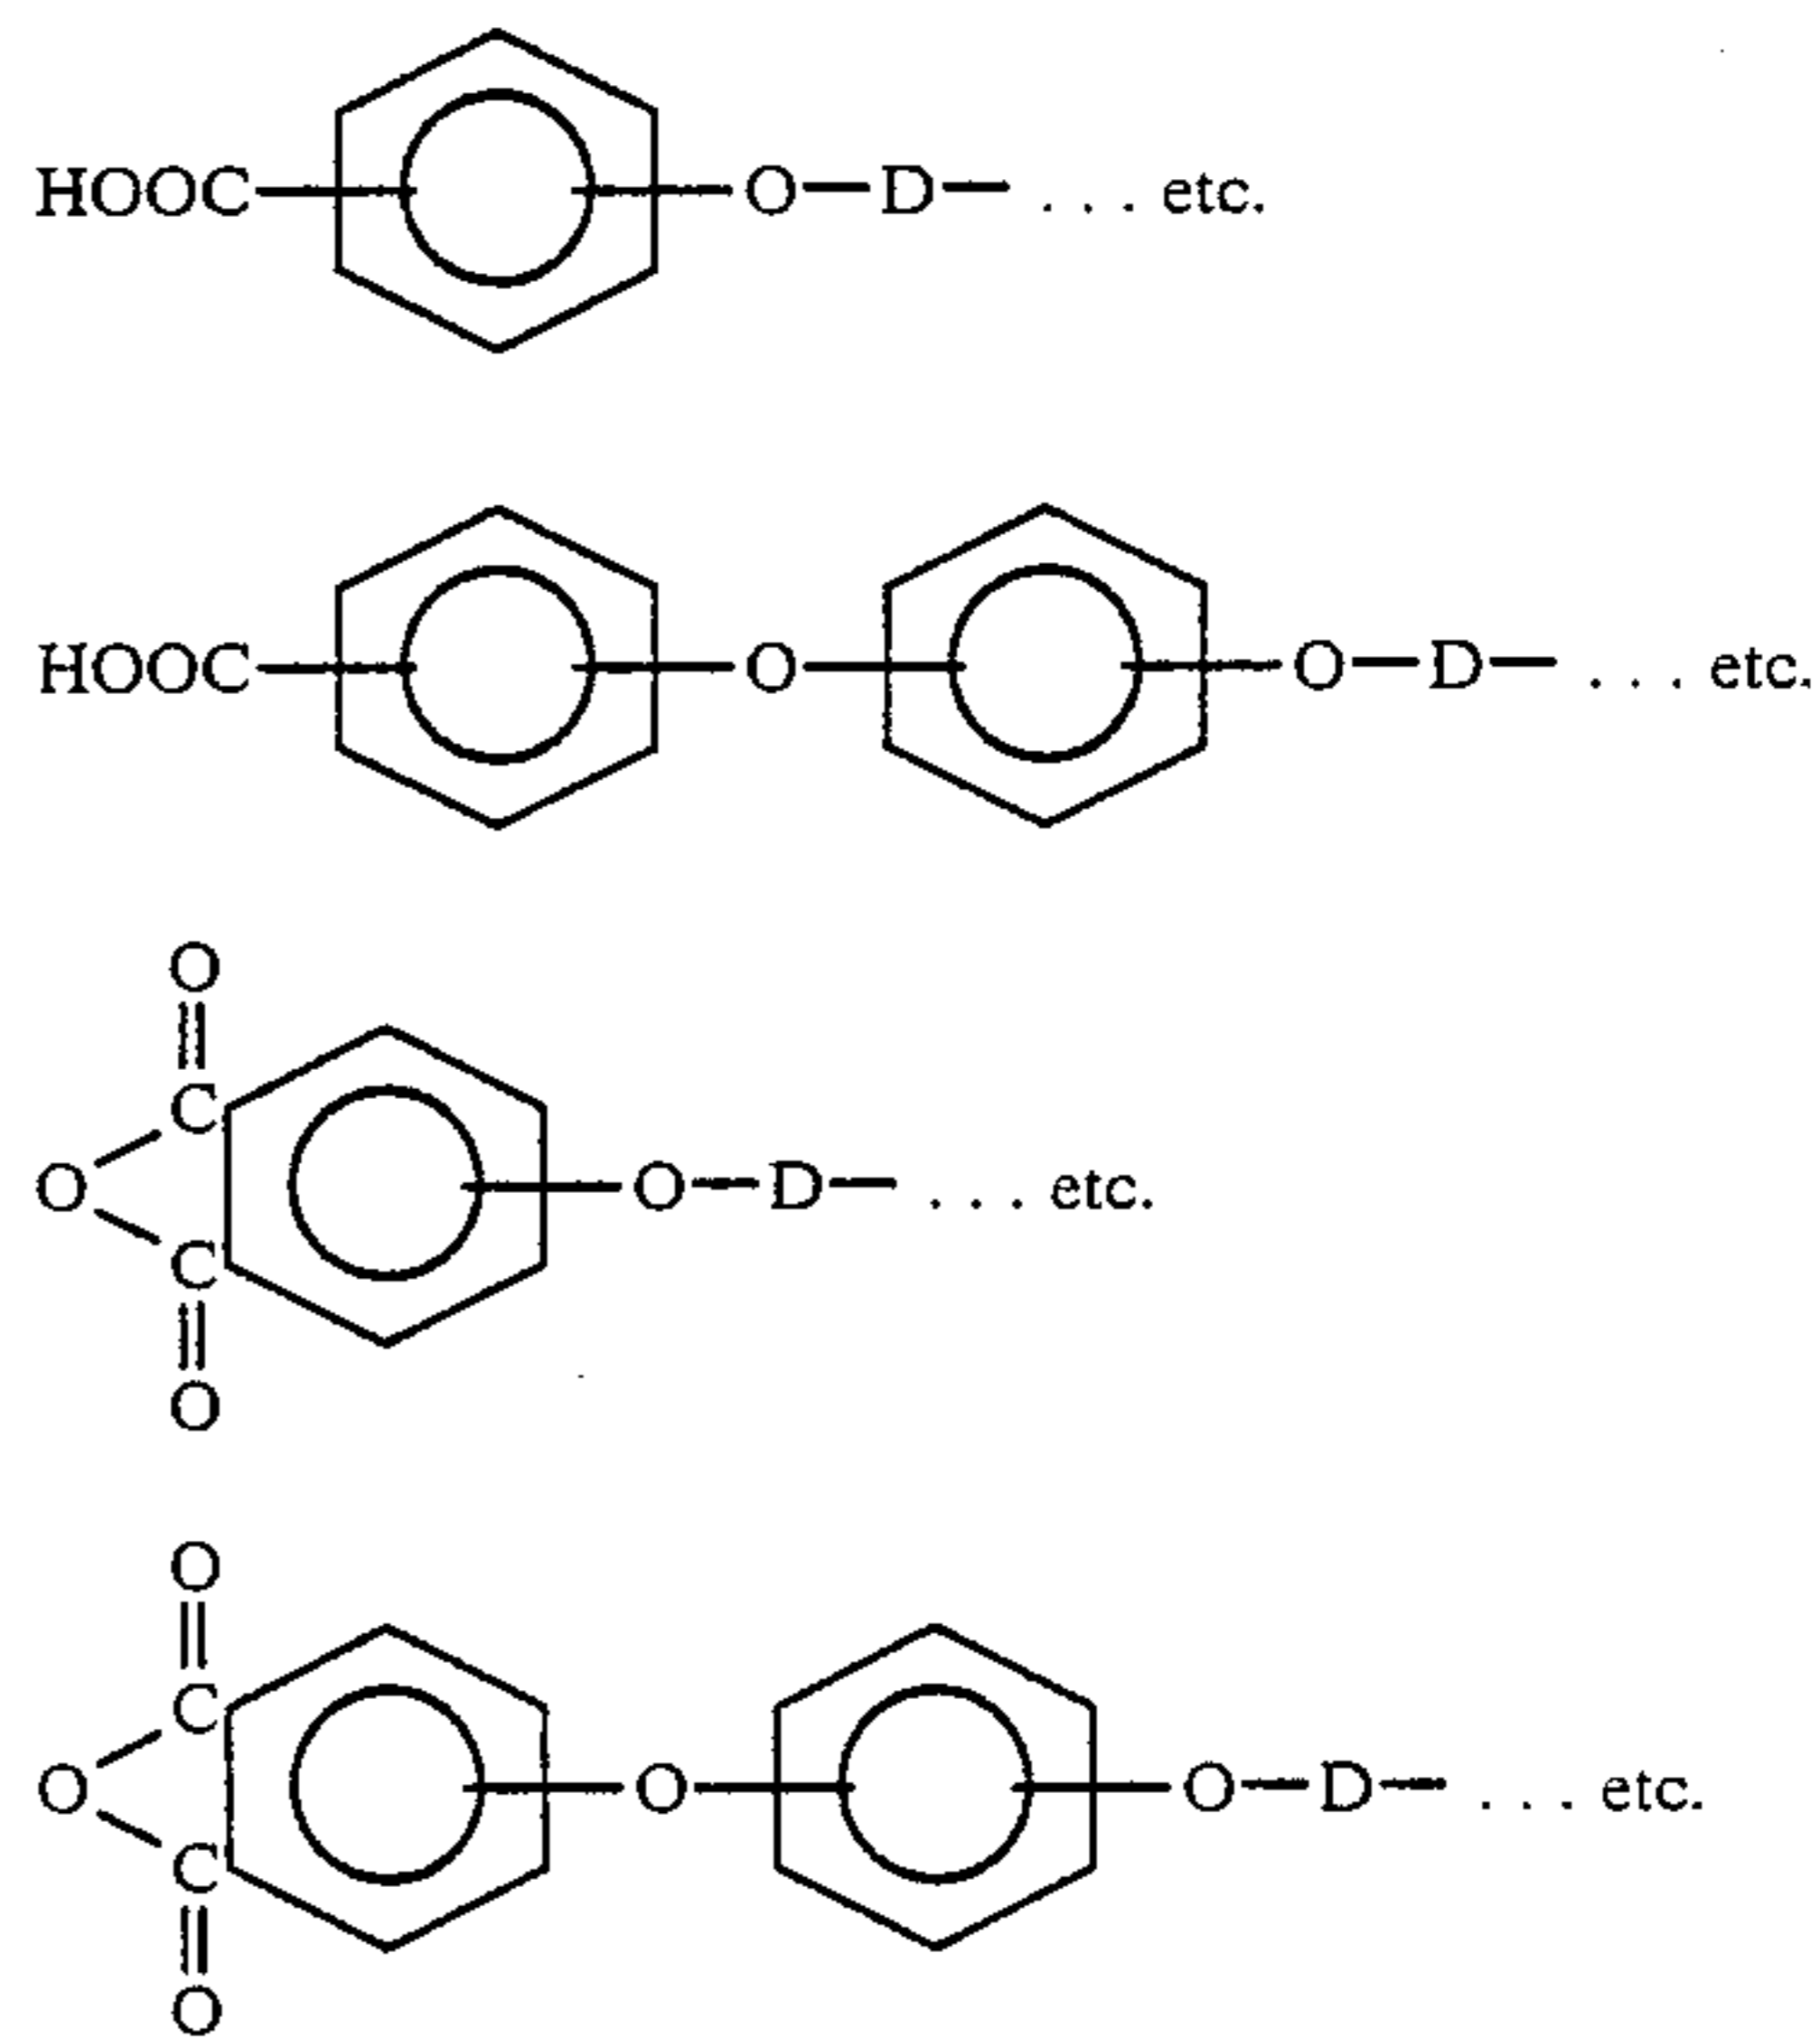 HOOC O D . . . etc.
HOOC O O D . . . etc.
O
C
O O D . . . etc.
C
O
O
C
O O O D . . . etc.
C
O